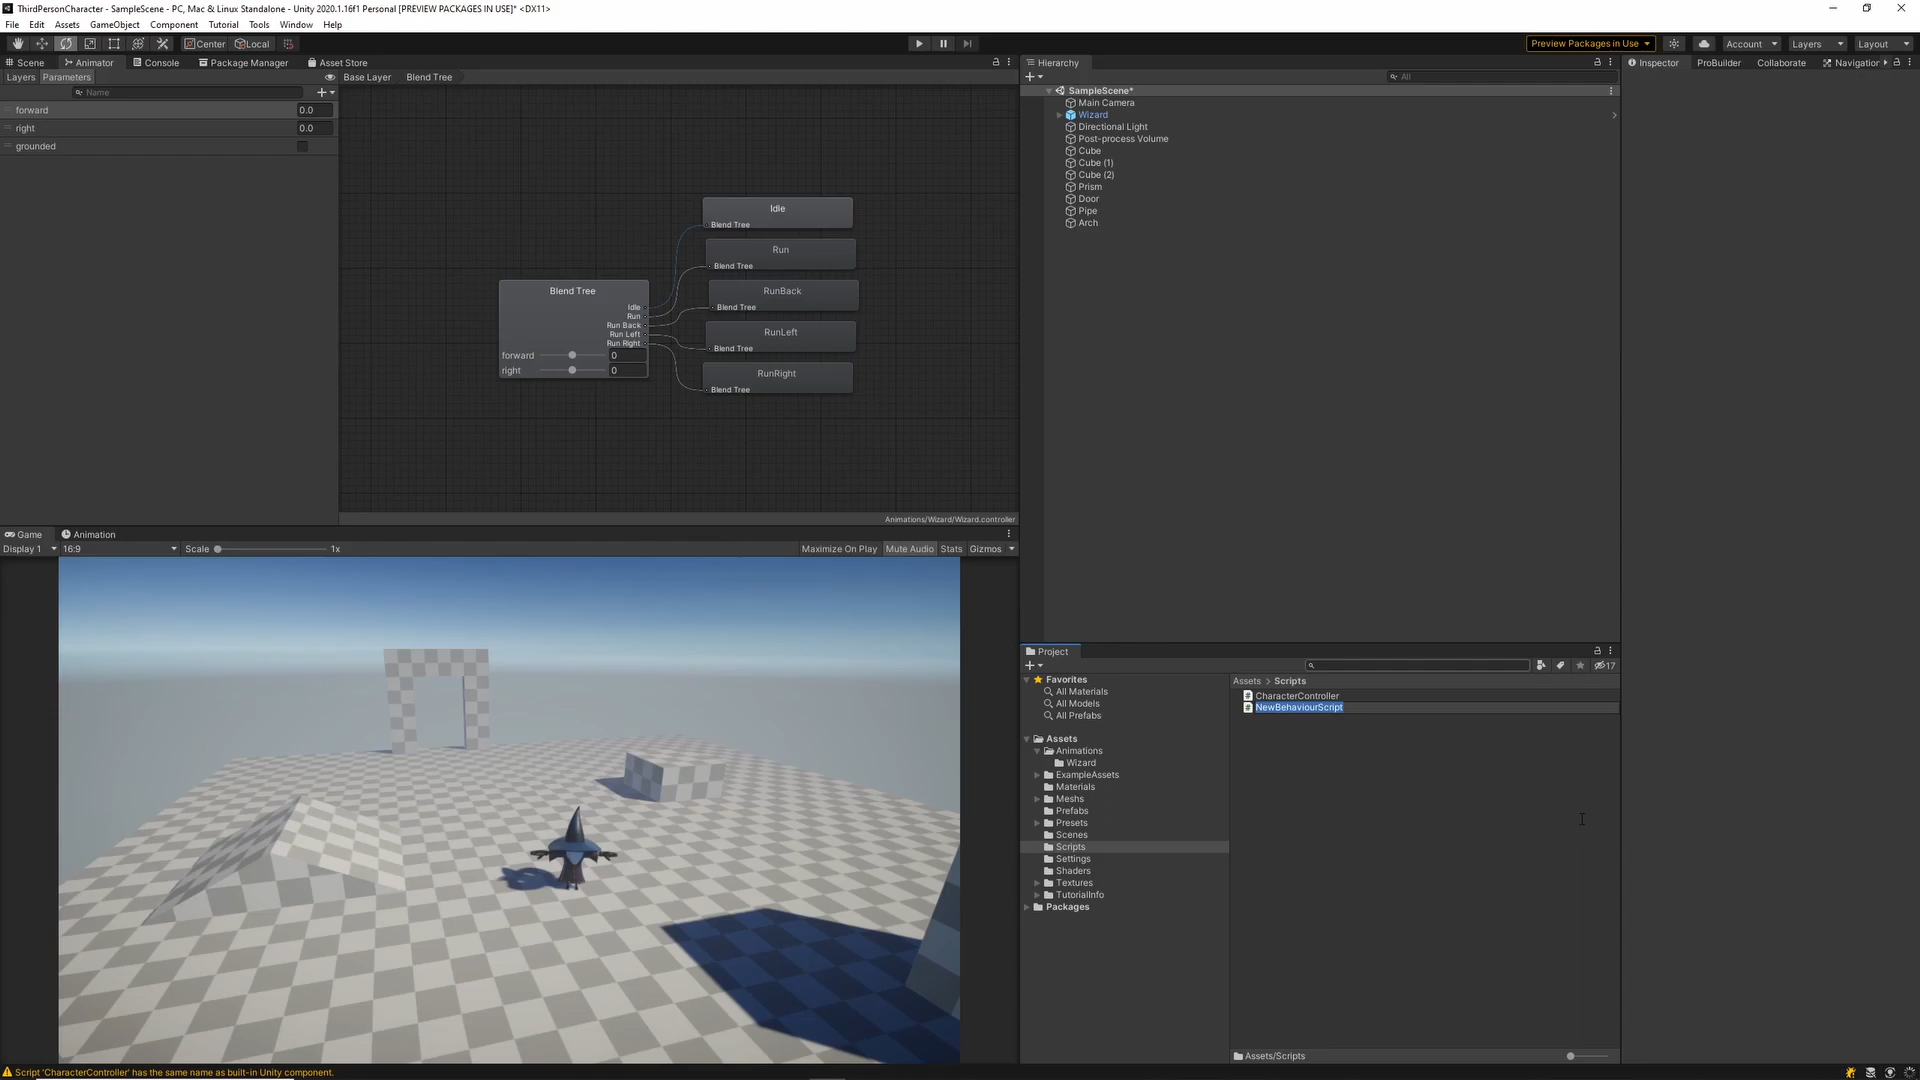 ThirdPersonCharacter - SampleScene - PC, Mac & Linux Standalone - Unity 2020.1.16f1 Personal [PREVIEW PACKAGES IN USE]* <DX11>
File Edit Assets GameObject Component Tutorial Tools Window Help
Center Local
Preview Packages in Use Account Layers Layout
Scene Animator Console Package Manager Asset Store
Layers Parameters
Base Layer Blend Tree
Name
forward 0.0
right 0.0
grounded
Idle
Blend Tree
Run
Blend Tree
RunBack
Blend Tree
RunLeft
Blend Tree
RunRight
Blend Tree
Blend Tree
Idle
Run
Run Back
Run Left
Run Right
forward 0
right 0
Animations/Wizard/Wizard.controller
Game Animation
Display 1 16:9 Scale 1x Maximize On Play Mute Audio Stats Gizmos
Hierarchy
All
SampleScene*
Main Camera
Wizard
Directional Light
Post-process Volume
Cube
Cube (1)
Cube (2)
Prism
Door
Pipe
Arch
Inspector ProBuilder Collaborate Navigation
Project
17
Favorites
All Materials
All Models
All Prefabs
Assets
Animations
Wizard
ExampleAssets
Materials
Meshes
Prefabs
Presets
Scenes
Scripts
Settings
Shaders
Textures
TutorialInfo
Packages
Assets > Scripts
CharacterController
NewBehaviourScript
Assets/Scripts
Script 'CharacterController' has the same name as built-in Unity component.